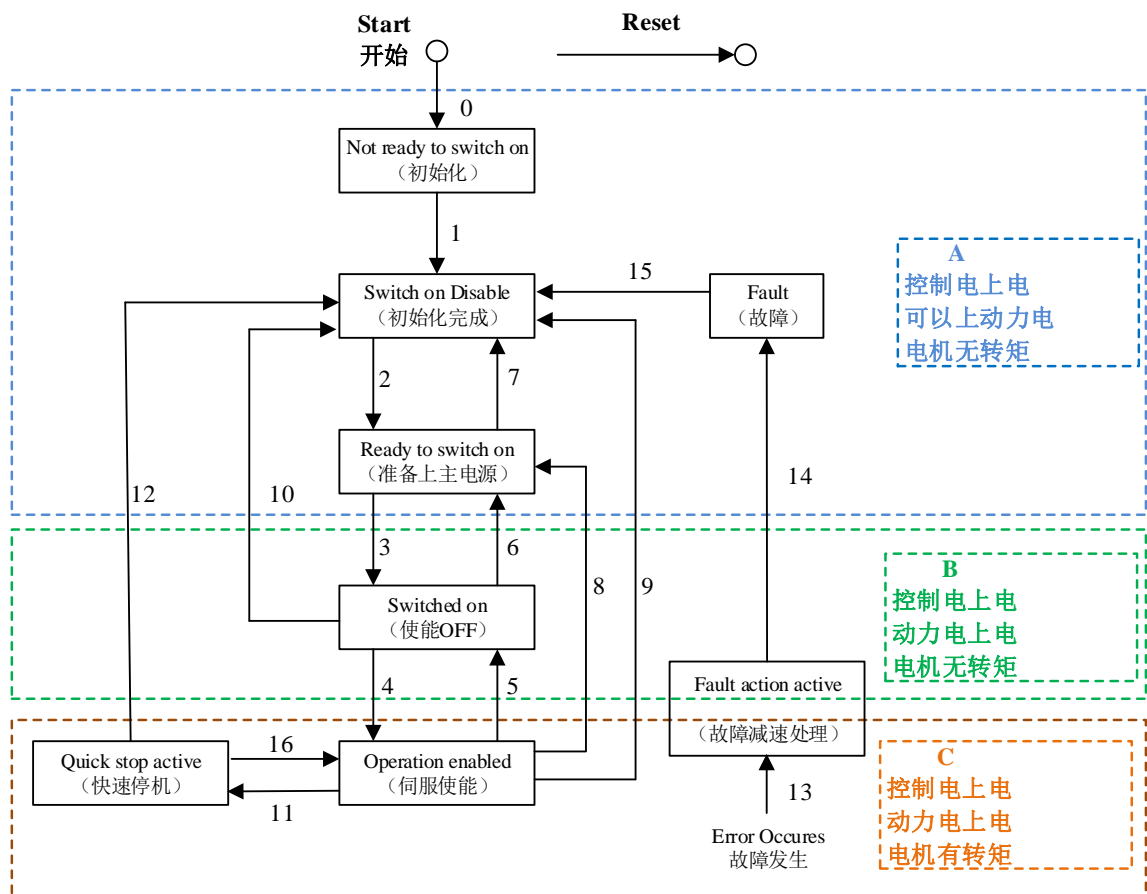 Start
开始
Reset
0
Not ready to switch on
（初始化）
1
A
控制电上电
可以上动力电
电机无转矩
15
Switch on Disable
（初始化完成）
Fault
（故障）
2
7
Ready to switch on
（准备上主电源）
12
10
14
3
6
8
9
B
控制电上电
动力电上电
电机无转矩
Switched on
（使能OFF）
4
5
Fault action active
（故障减速处理）
16
Quick stop active
（快速停机）
Operation enabled
（伺服使能）
11
13
Error Occures
故障发生
C
控制电上电
动力电上电
电机有转矩